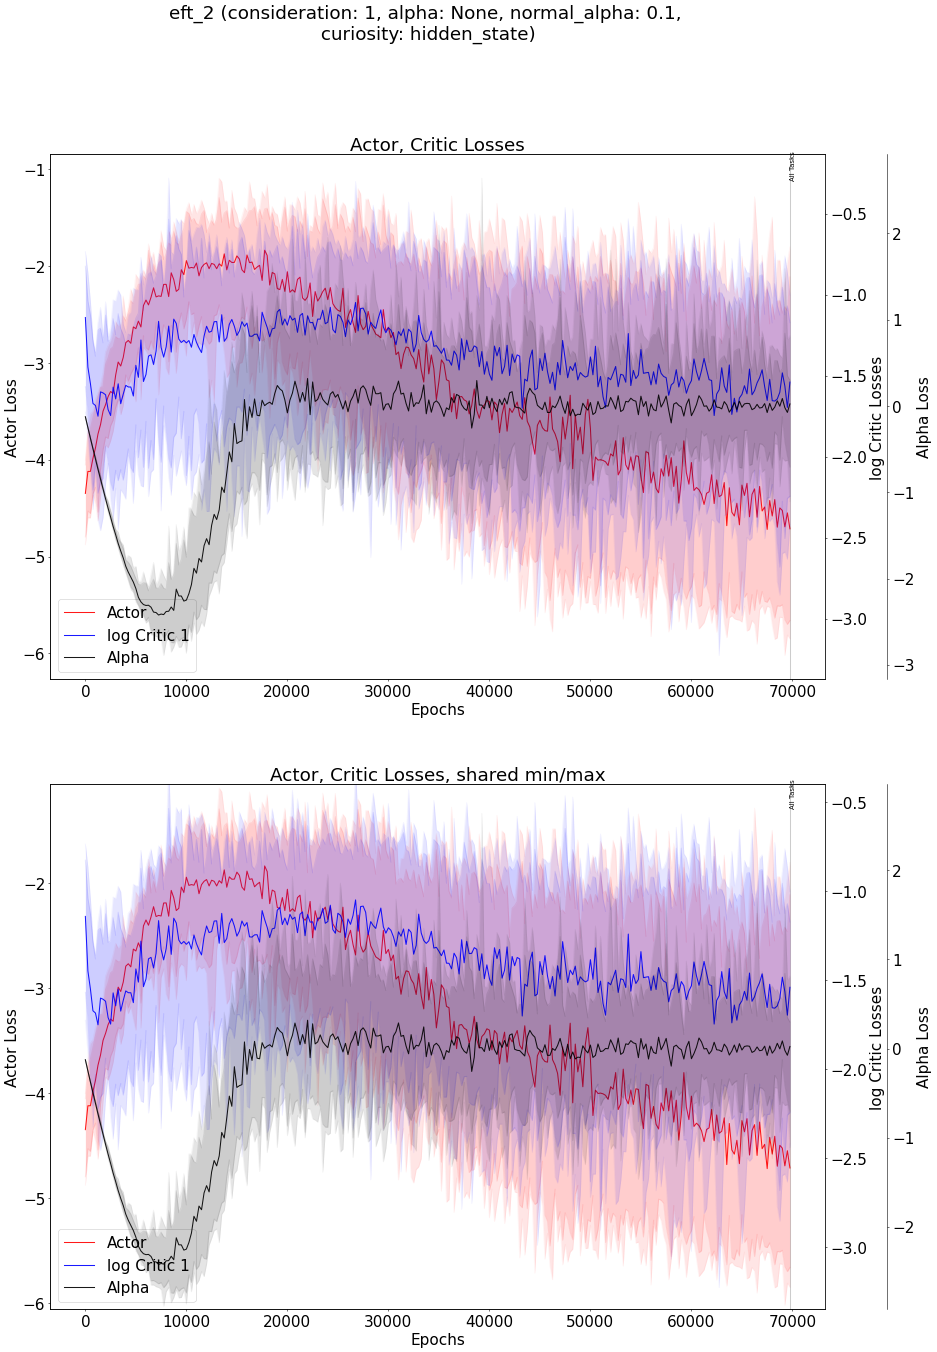 eft_2 (consideration: 1, alpha: None, normal_alpha: 0.1,
curiosity: hidden_state)
Actor, Critic Losses
All Tasks
−1
−2
−3
−4
−5
−6
Actor Loss
−0.5
−1.0
−1.5
−2.0
−2.5
−3.0
log Critic Losses
2
1
0
−1
−2
−3
Alpha Loss
Actor
log Critic 1
Alpha
0 10000 20000 30000 40000 50000 60000 70000
Epochs
Actor, Critic Losses, shared min/max
All Tasks
−2
−3
−4
−5
−6
Actor Loss
−0.5
−1.0
−1.5
−2.0
−2.5
−3.0
log Critic Losses
2
1
0
−1
−2
Alpha Loss
Actor
log Critic 1
Alpha
0 10000 20000 30000 40000 50000 60000 70000
Epochs